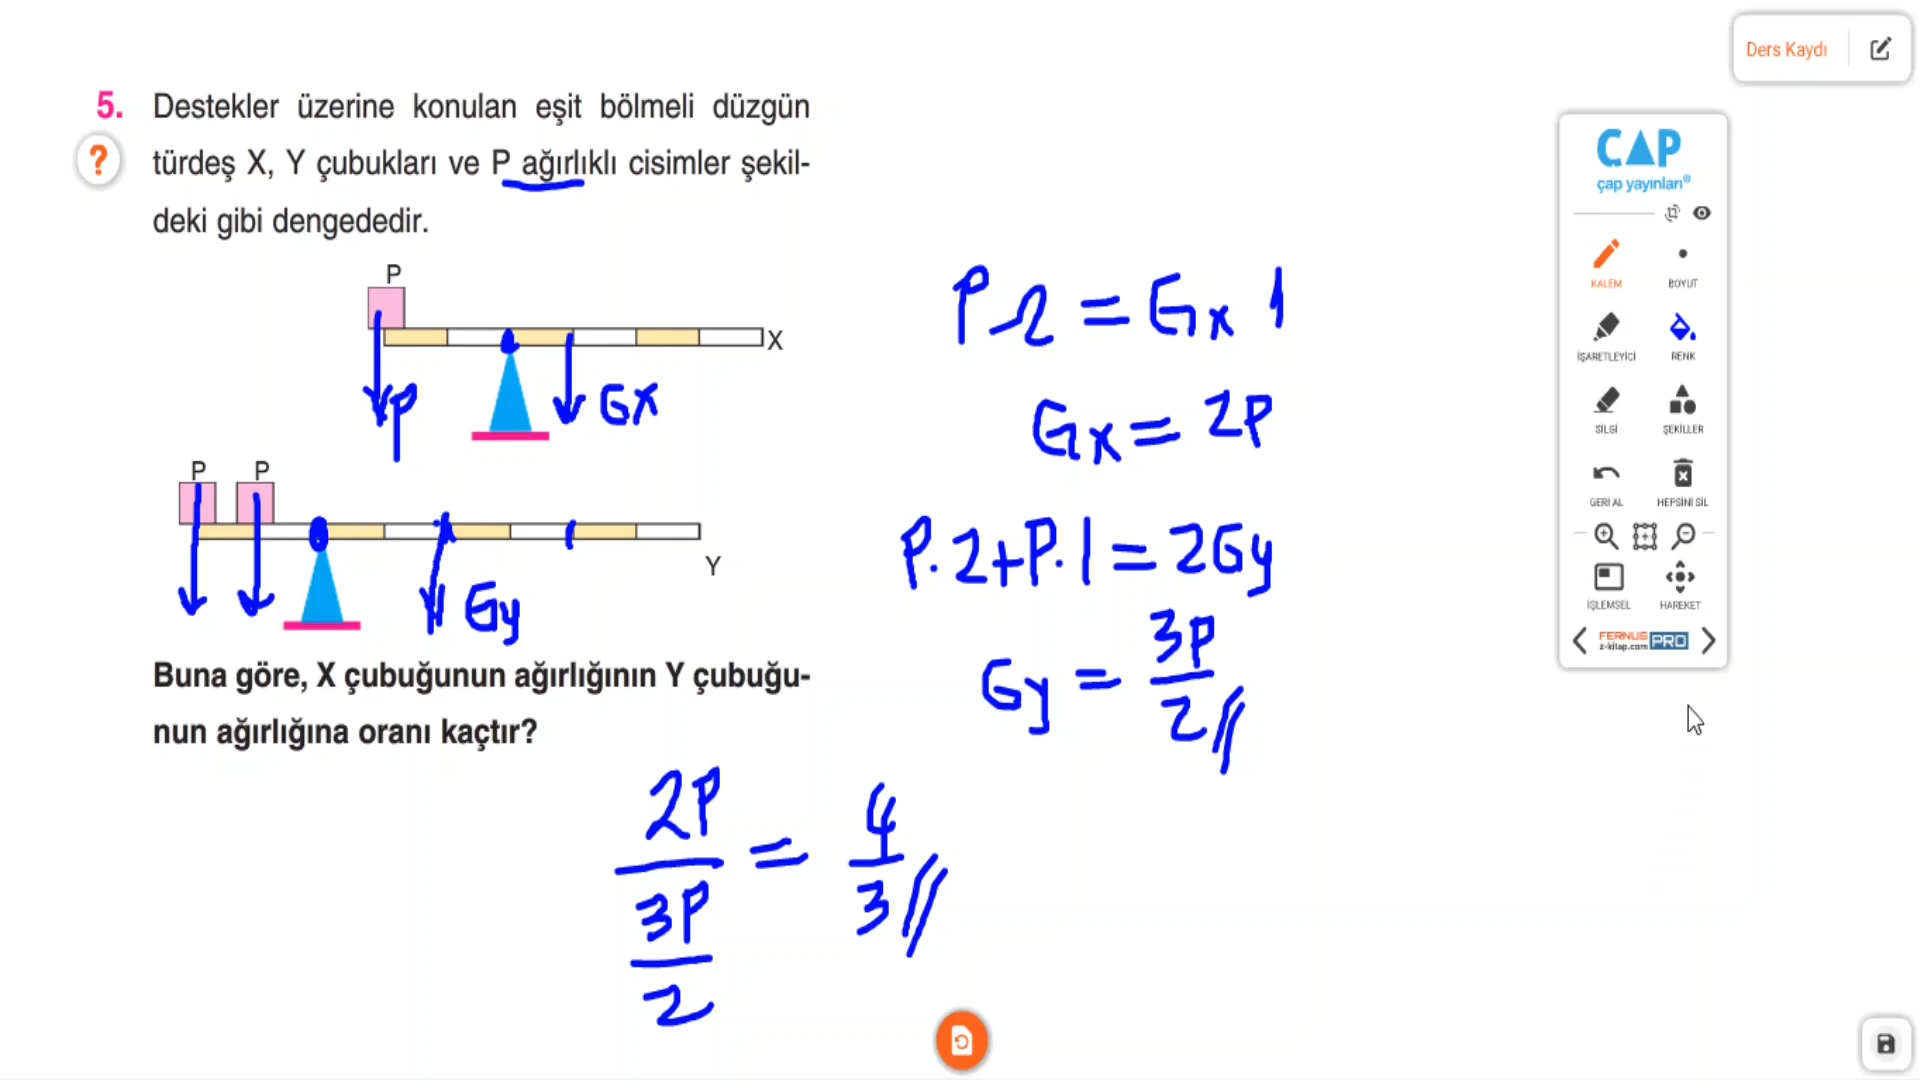 Ders Kaydı
5. Destekler üzerine konulan eşit bölmeli düzgün
? türdeş X, Y çubukları ve P ağırlıklı cisimler şekil-
deki gibi dengededir.
P
X
P
GX
P P
Y
Gy
Buna göre, X çubuğunun ağırlığının Y çubuğu-
nun ağırlığına oranı kaçtır?
P 2 = Gx 1
Gx = 2P
P.2+P.1 = 2Gy
Gy = 3P/2 //
2P/(3P/2) = 4/3 //
ÇAP
çap yayınları®
KALEM BOYUT
İŞARETLEYİCİ RENK
SİLGİ ŞEKİLLER
GERİ AL HEPSİNİ SİL
İŞLEMSEL HAREKET
FERNUS PRO
z-kitap.com